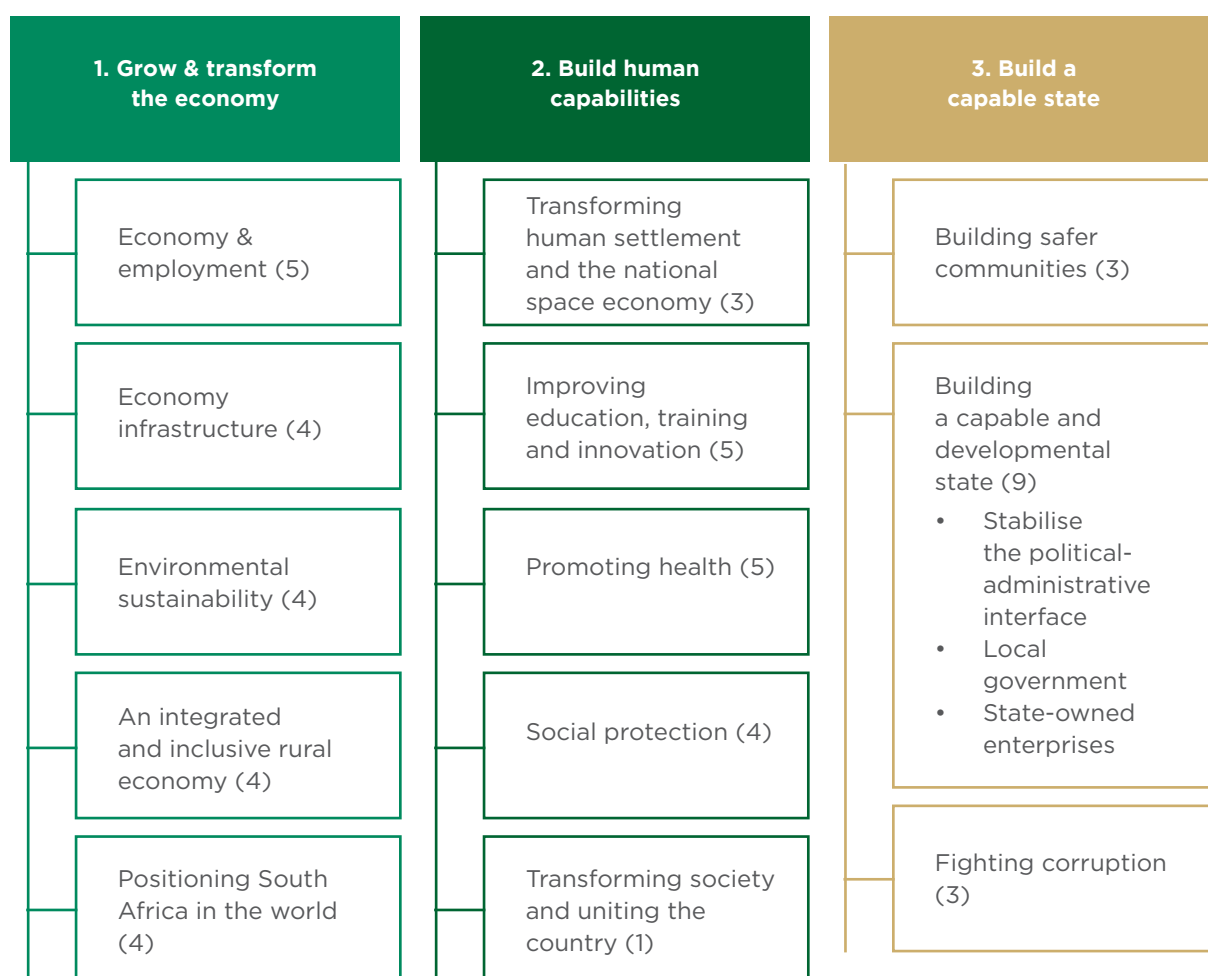 1. Grow & transform
the economy
Economy &
employment (5)
Economy
infrastructure (4)
Environmental
sustainability (4)
An integrated
and inclusive rural
economy (4)
Positioning South
Africa in the world
(4)
2. Build human
capabilities
Transforming
human settlement
and the national
space economy (3)
Improving
education, training
and innovation (5)
Promoting health (5)
Social protection (4)
Transforming society
and uniting the
country (1)
3. Build a
capable state
Building safer
communities (3)
Building
a capable and
developmental
state (9)
• Stabilise
the political-
administrative
interface
• Local
government
• State-owned
enterprises
Fighting corruption
(3)